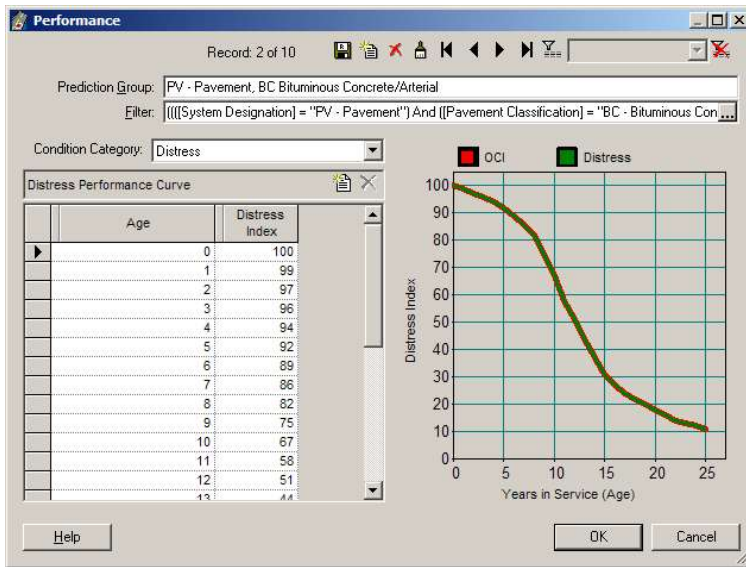 Performance
Record: 2 of 10
Prediction Group: PV - Pavement, BC Bituminous Concrete/Arterial
Filter: (((([System Designation] = "PV - Pavement") And ([Pavement Classification] = "BC - Bituminous Con ...
Condition Category: Distress
Distress Performance Curve
Age Distress Index
0 100
1 99
2 97
3 96
4 94
5 92
6 89
7 86
8 82
9 75
10 67
11 58
12 51
13 44
OCI Distress
Distress Index
100
90
80
70
60
50
40
30
20
10
0
0 5 10 15 20 25
Years in Service (Age)
Help OK Cancel